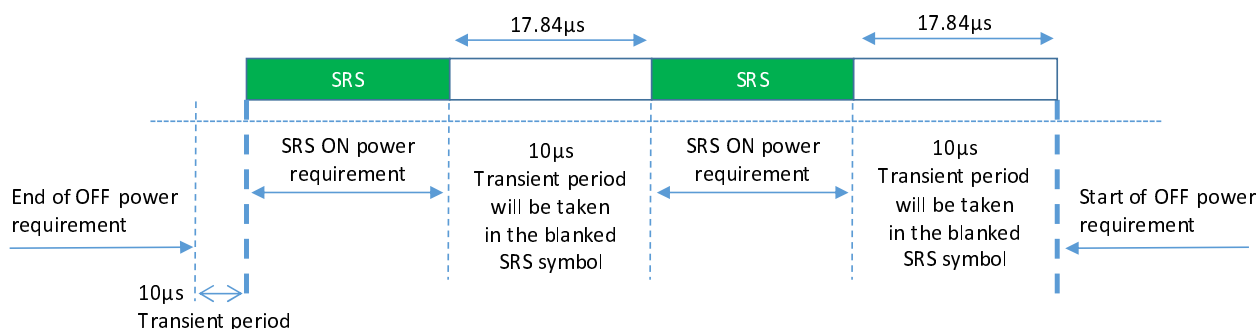 17.84µs
17.84µs
SRS
SRS
SRS ON power
requirement
10µs
Transient period
will be taken
in the blanked
SRS symbol
SRS ON power
requirement
10µs
Transient period
will be taken
in the blanked
SRS symbol
End of OFF power
requirement
Start of OFF power
requirement
10µs
Transient period